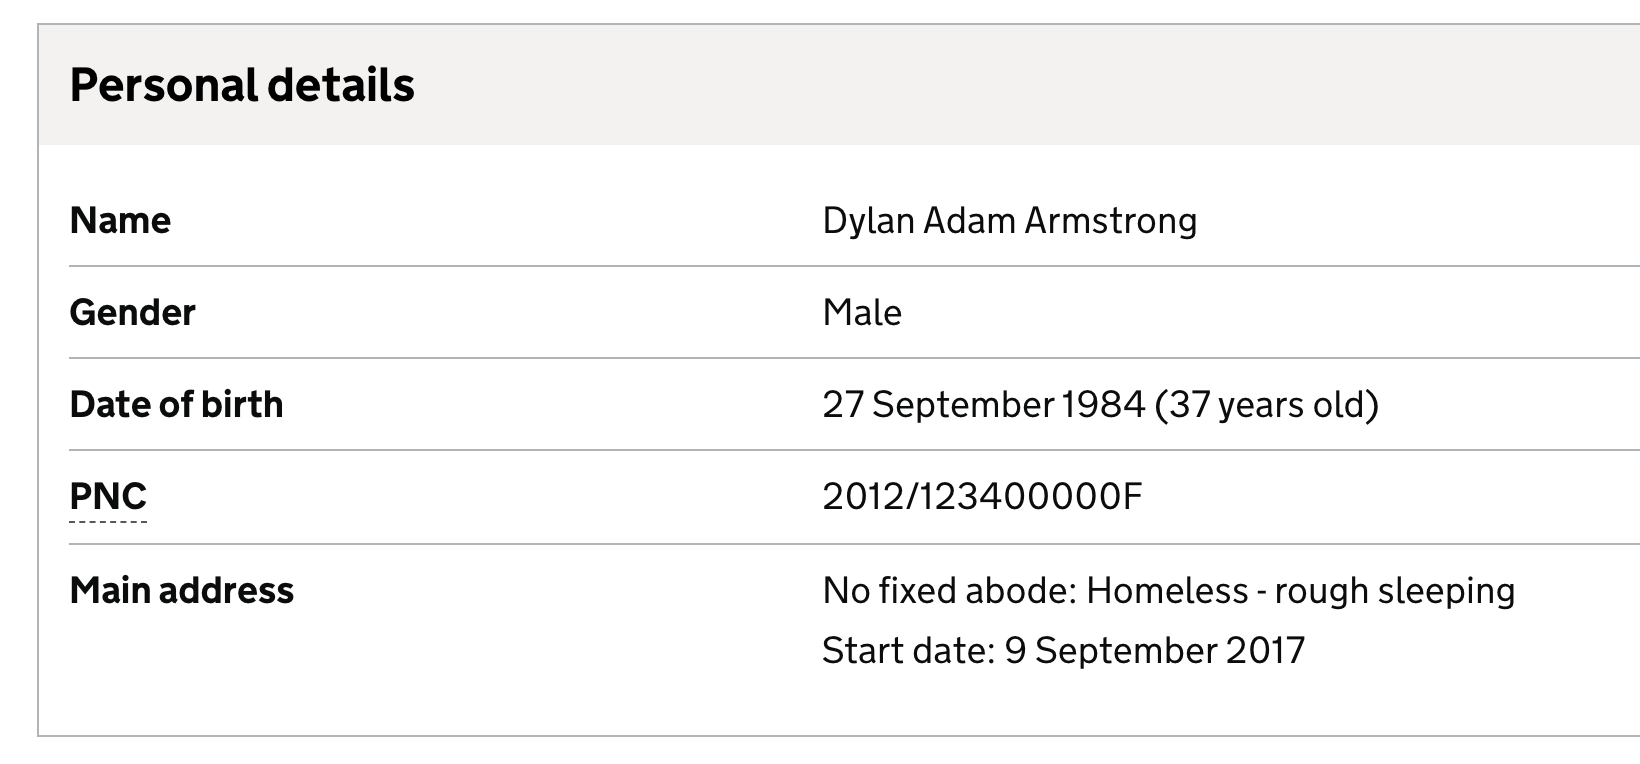 Personal details
Name
Dylan Adam Armstrong
Gender
Male
Date of birth
27 September 1984 (37 years old)
PNC
2012/123400000F
Main address
No fixed abode: Homeless - rough sleeping
Start date: 9 September 2017